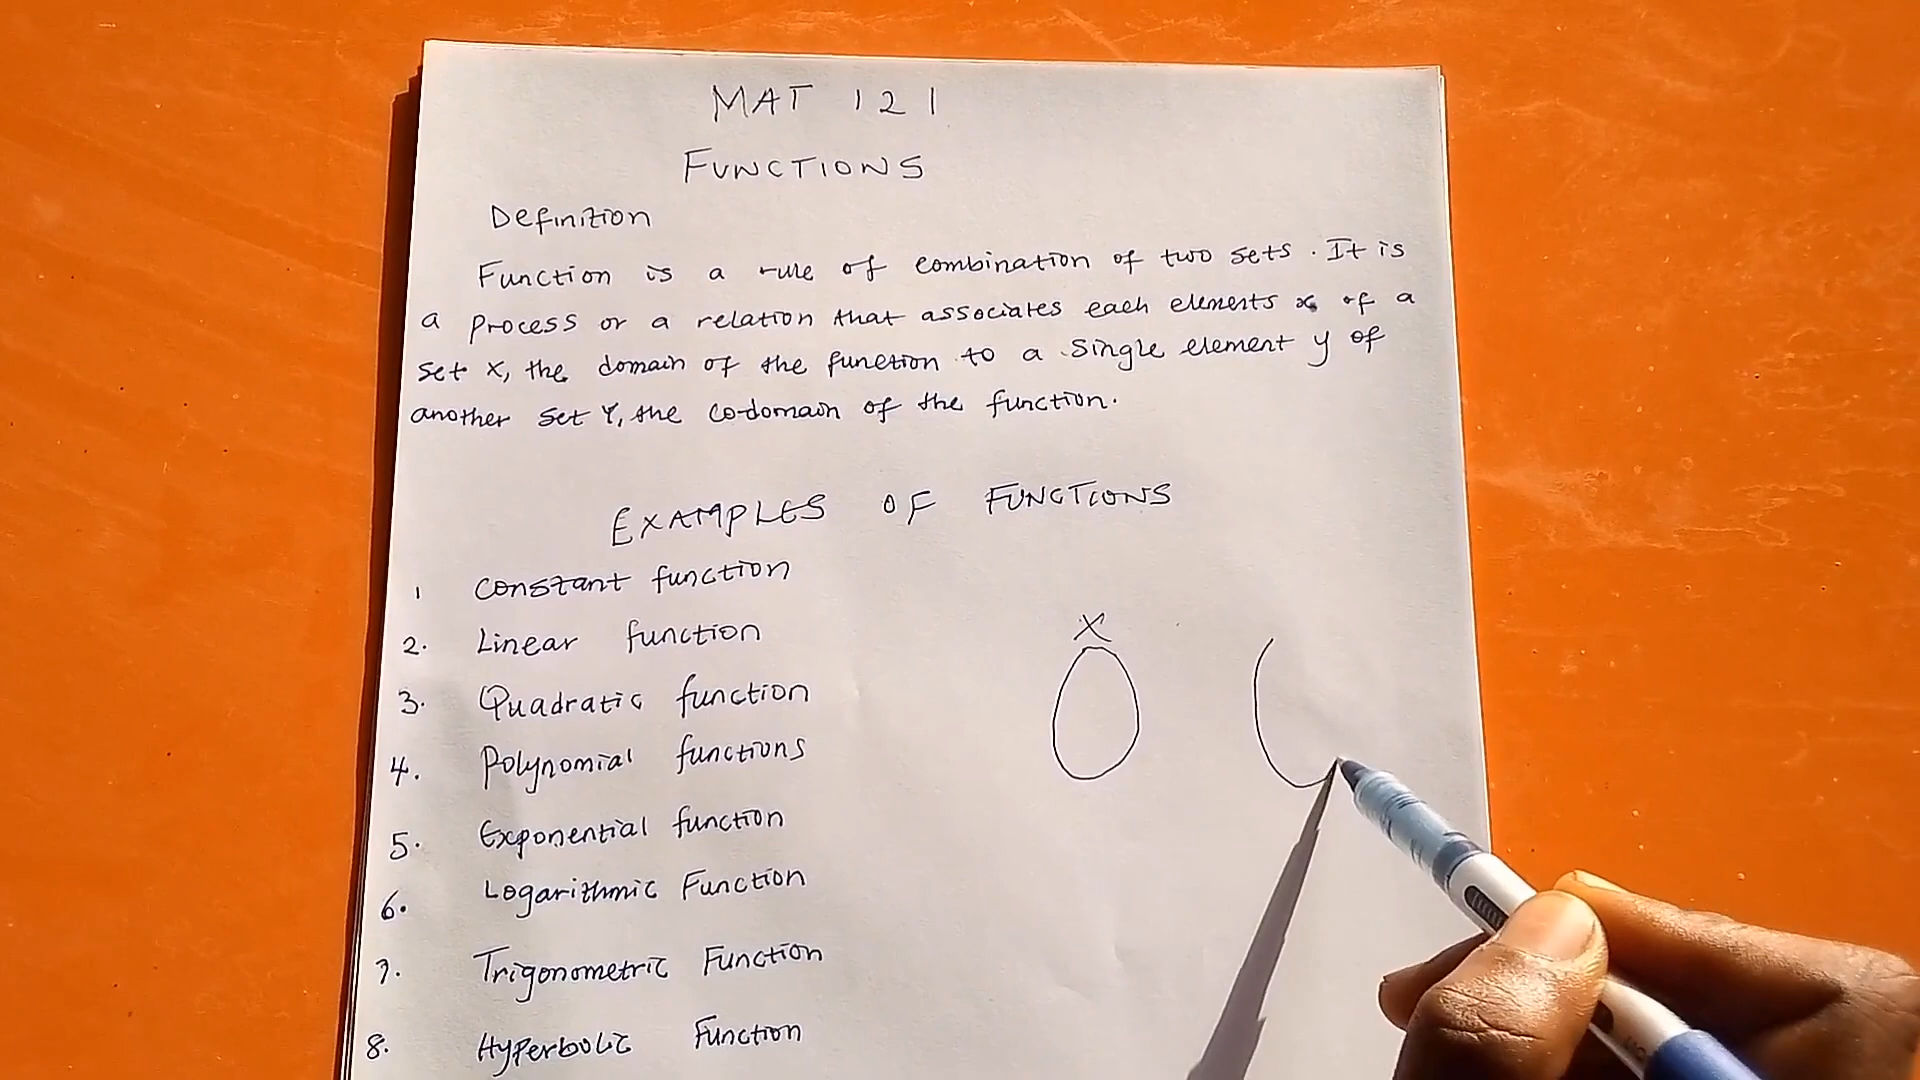 MAT 121
FUNCTIONS
Definition
Function is a rule of combination of two sets. It is
a process or a relation that associates each elements x of a
set X, the domain of the function to a single element y of
another set Y, the co-domain of the function.
EXAMPLES OF FUNCTIONS
1 Constant function
2. Linear function
3. Quadratic function
4. Polynomial functions
5. Exponential function
6. Logarithmic Function
7. Trigonometric Function
8. Hyperbolic Function
X